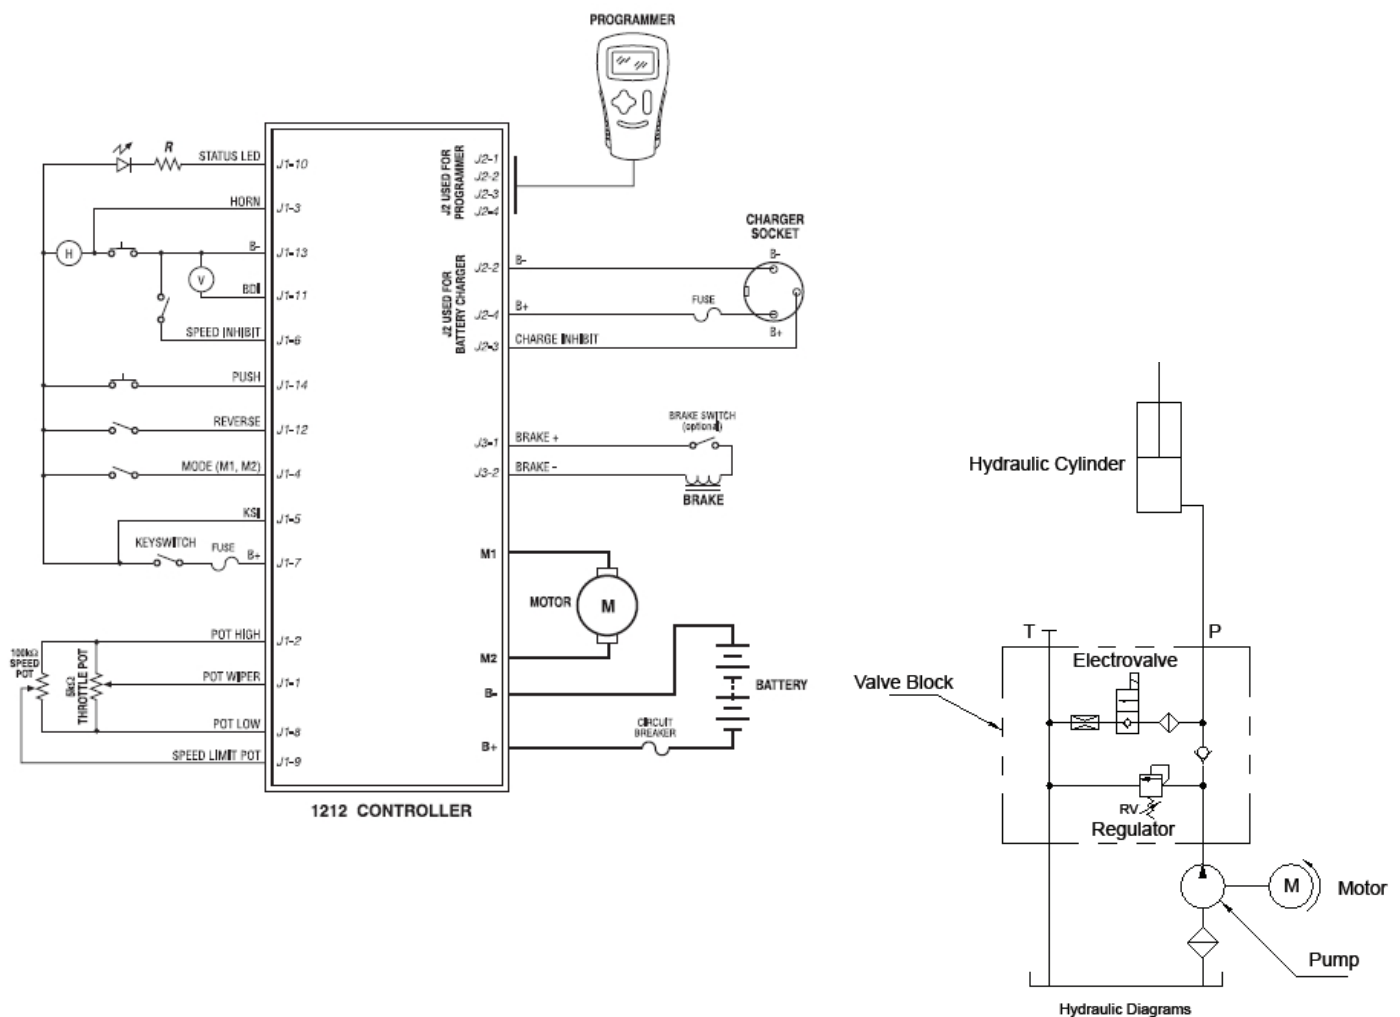 PROGRAMMER
R
STATUS LED
J1-10
HORN
J1-3
H
B-
J1-13
V
BDI
J1-11
SPEED INHIBIT
J1-6
PUSH
J1-14
REVERSE
J1-12
MODE (M1, M2)
J1-4
KSI
J1-5
KEYSWITCH
FUSE
B+
J1-7
POT HIGH
J1-2
100kΩ
SPEED
POT
5kΩ
THROTTLE POT
POT WIPER
J1-1
POT LOW
J1-8
SPEED LIMIT POT
J1-9
J2 USED FOR
PROGRAMMER
J2-1
J2-2
J2-3
J2-4
J2 USED FOR
BATTERY CHARGER
CHARGER
SOCKET
B-
J2-2
B-
B+
J2-4
FUSE
B+
J2-3
CHARGE INHIBIT
BRAKE SWITCH
(optional)
J3-1
BRAKE +
J3-2
BRAKE -
BRAKE
M1
MOTOR
M
M2
B-
BATTERY
CIRCUIT
BREAKER
B+
1212 CONTROLLER
Hydraulic Cylinder
T
P
Electrovalve
Valve Block
RV
Regulator
M
Motor
Pump
Hydraulic Diagrams